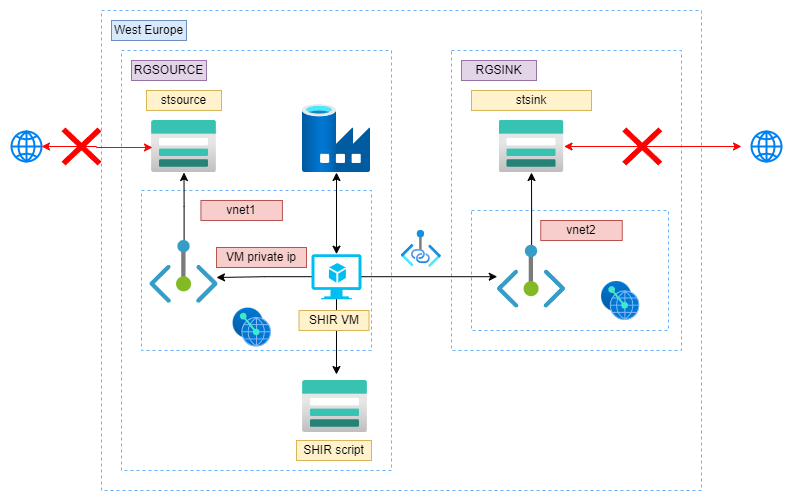 West Europe
RGSOURCE
RGSINK
stsource
stsink
vnet1
vnet2
VM private ip
SHIR VM
SHIR script